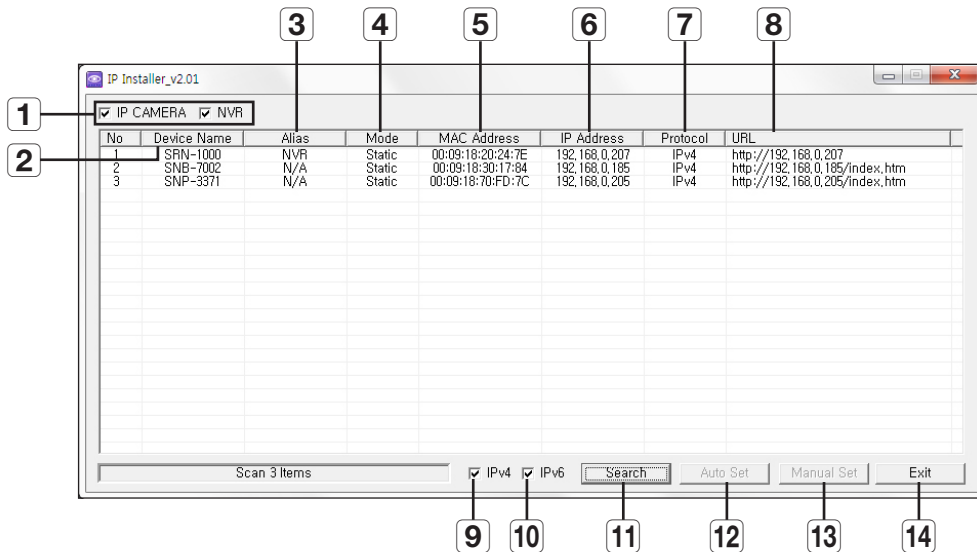 3 4 5 6 7 8
IP Installer_v2.01
1 IP CAMERA NVR
No Device Name Alias Mode MAC Address IP Address Protocol URL
2
1 SRN-1000 NVR Static 00:09:18:20:24:7E 192,168,0,207 IPv4 http://192,168,0,207
2 SNB-7002 N/A Static 00:09:18:30:17:84 192,168,0,185 IPv4 http://192,168,0,185/index,htm
3 SNP-3371 N/A Static 00:09:18:70:FD:7C 192,168,0,205 IPv4 http://192,168,0,205/index,htm
Scan 3 Items IPv4 IPv6 Search Auto Set Manual Set Exit
9 10 11 12 13 14